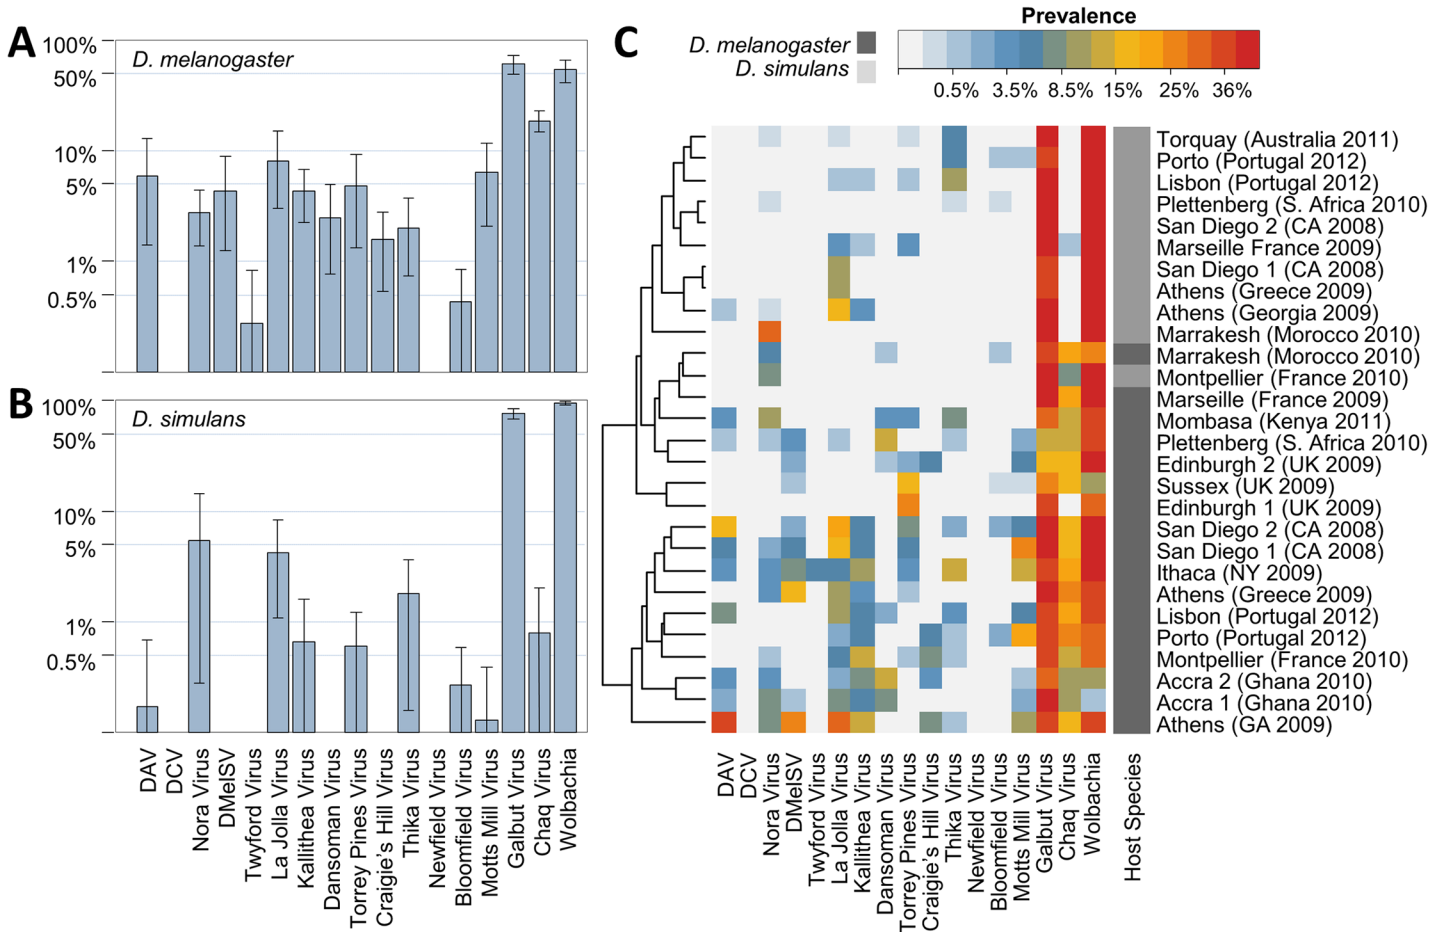 A
D. melanogaster
100%
50%
10%
5%
1%
0.5%
B
D. simulans
100%
50%
10%
5%
1%
0.5%
DAV
DCV
Nora Virus
DMelSV
Twyford Virus
La Jolla Virus
Kallithea Virus
Dansoman Virus
Torrey Pines Virus
Craigie's Hill Virus
Thika Virus
Newfield Virus
Bloomfield Virus
Motts Mill Virus
Galbut Virus
Chaq Virus
Wolbachia
C
D. melanogaster
D. simulans
Prevalence
0.5% 3.5% 8.5% 15% 25% 36%
Torquay (Australia 2011)
Porto (Portugal 2012)
Lisbon (Portugal 2012)
Plettenberg (S. Africa 2010)
San Diego 2 (CA 2008)
Marseille France 2009)
San Diego 1 (CA 2008)
Athens (Greece 2009)
Athens (Georgia 2009)
Marrakesh (Morocco 2010)
Marrakesh (Morocco 2010)
Montpellier (France 2010)
Marseille (France 2009)
Mombasa (Kenya 2011)
Plettenberg (S. Africa 2010)
Edinburgh 2 (UK 2009)
Sussex (UK 2009)
Edinburgh 1 (UK 2009)
San Diego 2 (CA 2008)
San Diego 1 (CA 2008)
Ithaca (NY 2009)
Athens (Greece 2009)
Lisbon (Portugal 2012)
Porto (Portugal 2012)
Montpellier (France 2010)
Accra 2 (Ghana 2010)
Accra 1 (Ghana 2010)
Athens (GA 2009)
DAV
DCV
Nora Virus
DMelSV
Twyford Virus
La Jolla Virus
Kallithea Virus
Dansoman Virus
Torrey Pines Virus
Craigie's Hill Virus
Thika Virus
Newfield Virus
Bloomfield Virus
Motts Mill Virus
Galbut Virus
Chaq Virus
Wolbachia
Host Species